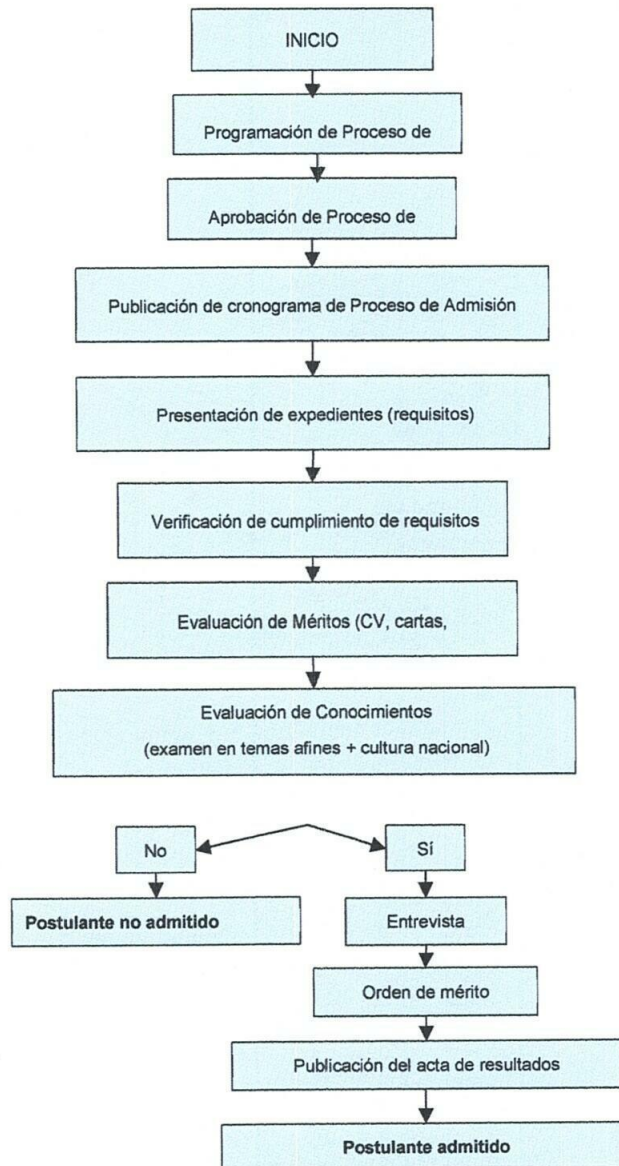 INICIO
Programación de Proceso de
Aprobación de Proceso de
Publicación de cronograma de Proceso de Admisión
Presentación de expedientes (requisitos)
Verificación de cumplimiento de requisitos
Evaluación de Méritos (CV, cartas,
Evaluación de Conocimientos
(examen en temas afines + cultura nacional)
No
Sí
Postulante no admitido
Entrevista
Orden de mérito
Publicación del acta de resultados
Postulante admitido